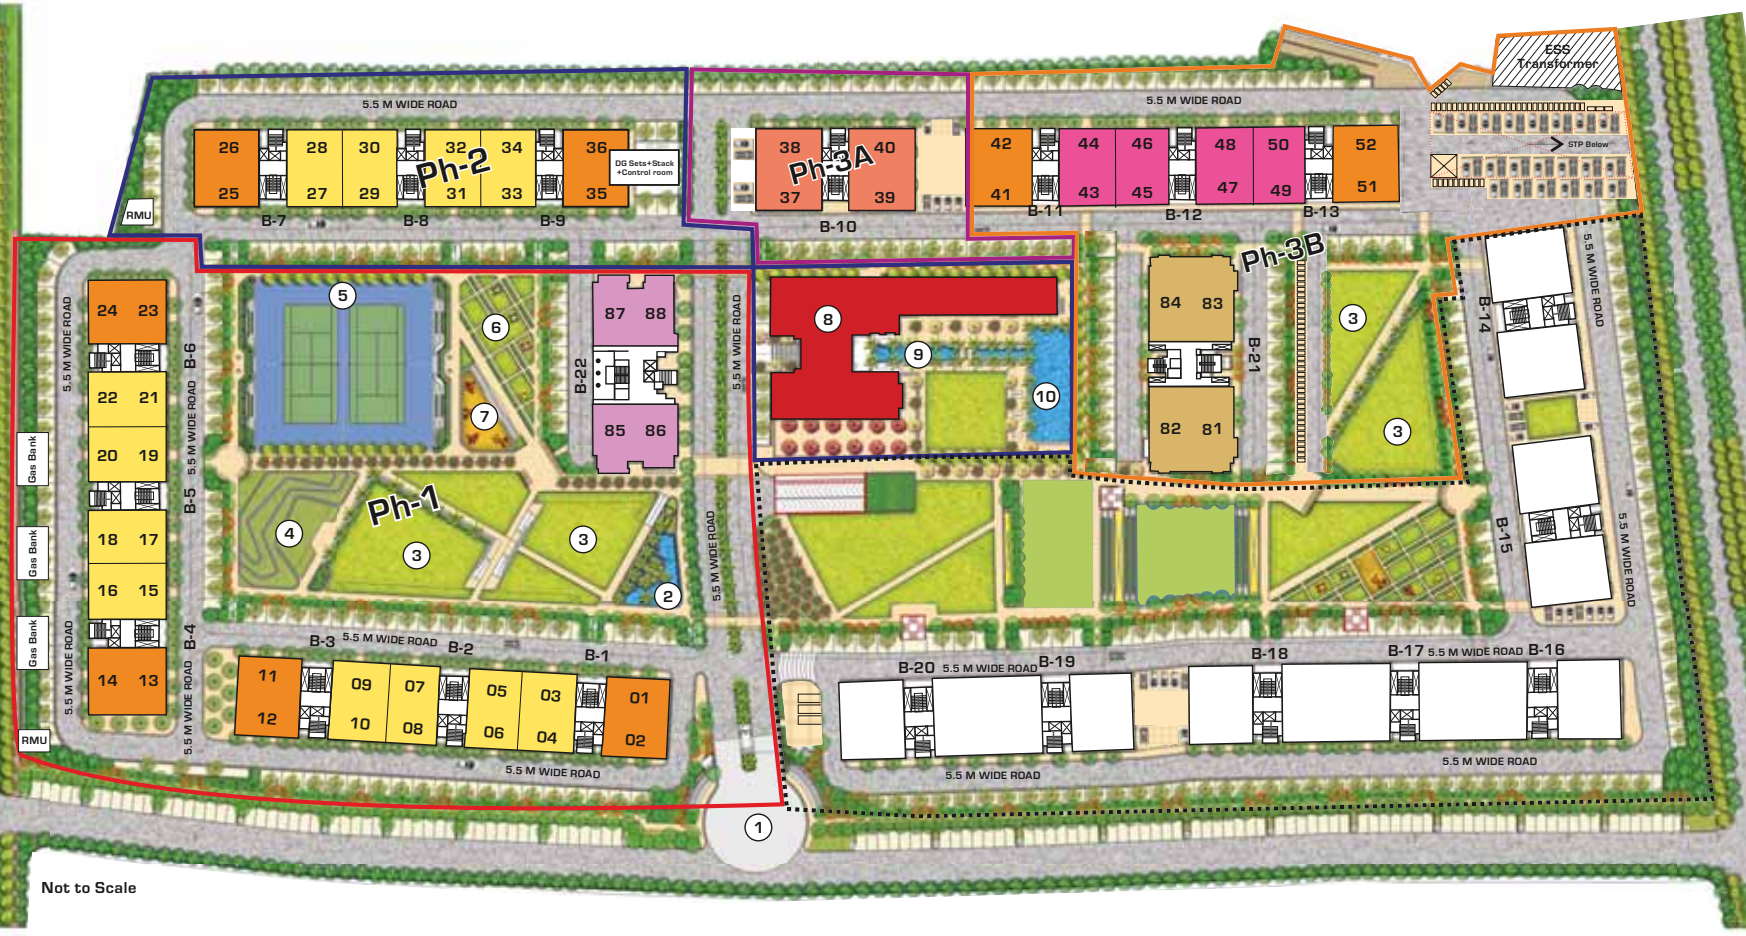 ESS
Transformer
5.5 M WIDE ROAD
5.5 M WIDE ROAD
26
28
30
32
34
36
25
27
29
31
33
35
Ph-2
DG Sets+Stack
+Control room
38
40
37
39
Ph-3A
42
44
46
48
50
52
41
43
45
47
49
51
STP Below
RMU
B-7
B-8
B-9
B-10
B-11
B-12
B-13
Ph-3B
5.5 M WIDE ROAD
24 23
22 21
20 19
18 17
16 15
14 13
5.5 M WIDE ROAD
B-6
5.5 M WIDE ROAD
B-5
B-4
5.5 M WIDE ROAD
5.5 M WIDE ROAD
Gas Bank
Gas Bank
Gas Bank
RMU
5
6
7
87 88
85 86
B-22
5.5 M WIDE ROAD
8
9
10
84 83
82 81
B-21
3
3
B-14
B-15
5.5 M WIDE ROAD
Ph-1
4
3
3
2
5.5 M WIDE ROAD
B-3
5.5 M WIDE ROAD
B-2
B-1
11
09
07
05
03
01
12
10
08
06
04
02
5.5 M WIDE ROAD
B-20
5.5 M WIDE ROAD
B-19
B-18
B-17
5.5 M WIDE ROAD
B-16
5.5 M WIDE ROAD
5.5 M WIDE ROAD
1
Not to Scale